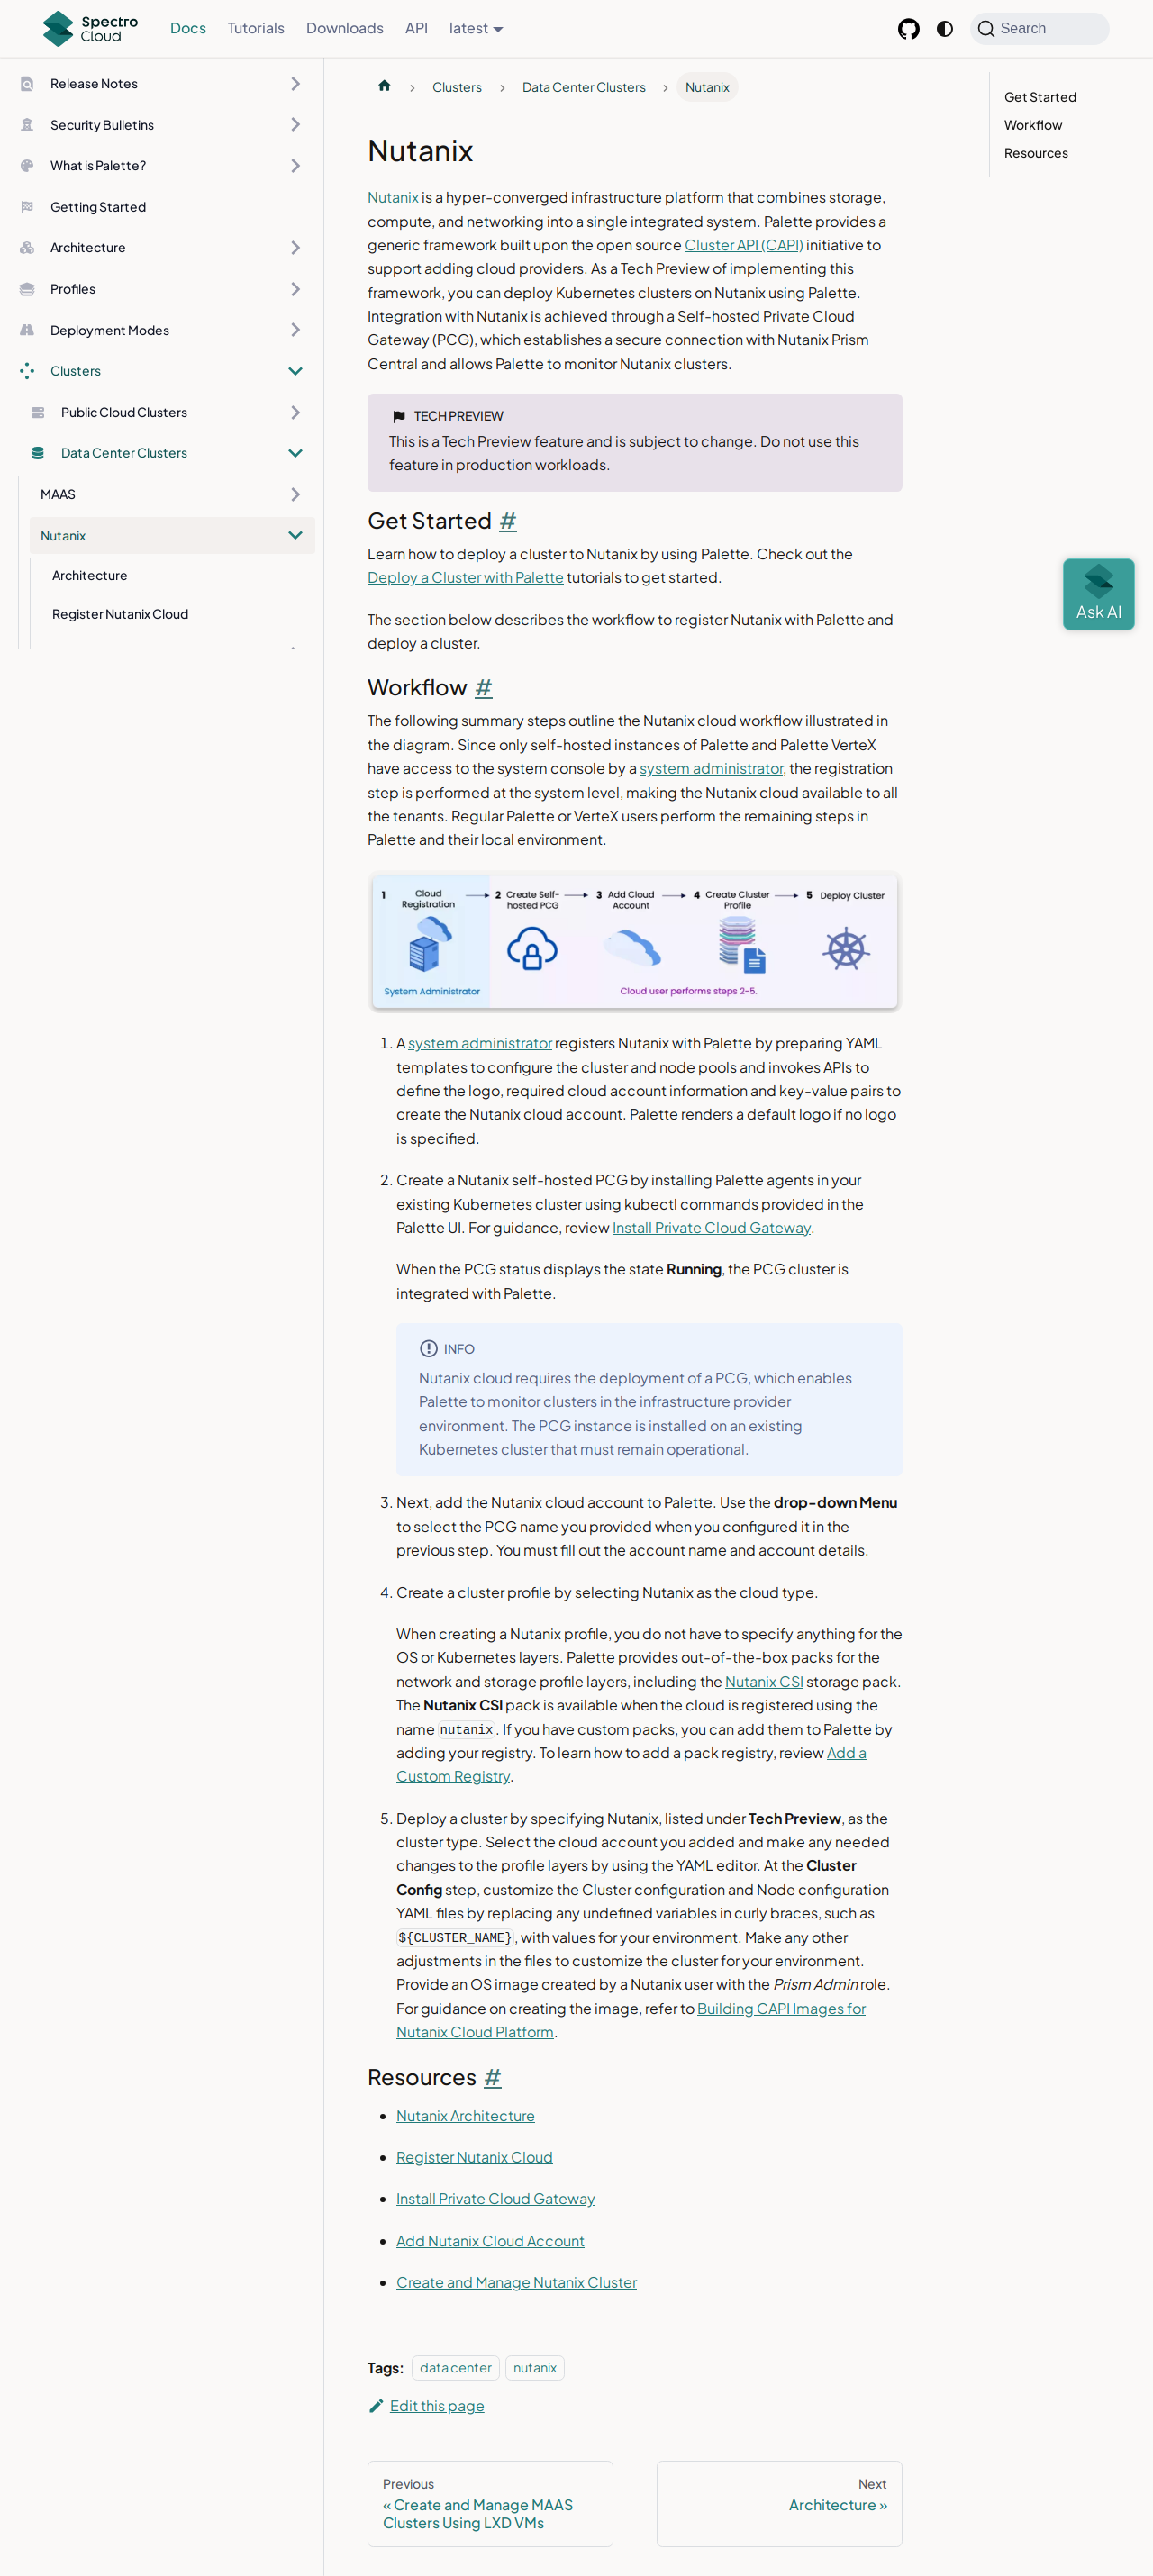 Spectro
Cloud
Docs
Tutorials
Downloads
API
latest
Search
Release Notes
Security Bulletins
What is Palette?
Getting Started
Architecture
Profiles
Deployment Modes
Clusters
Public Cloud Clusters
Data Center Clusters
MAAS
Nutanix
Architecture
Register Nutanix Cloud
Clusters
Data Center Clusters
Nutanix
Nutanix
Nutanix is a hyper-converged infrastructure platform that combines storage,
compute, and networking into a single integrated system. Palette provides a
generic framework built upon the open source Cluster API (CAPI) initiative to
support adding cloud providers. As a Tech Preview of implementing this
framework, you can deploy Kubernetes clusters on Nutanix using Palette.
Integration with Nutanix is achieved through a Self-hosted Private Cloud
Gateway (PCG), which establishes a secure connection with Nutanix Prism
Central and allows Palette to monitor Nutanix clusters.
TECH PREVIEW
This is a Tech Preview feature and is subject to change. Do not use this
feature in production workloads.
Get Started #
Learn how to deploy a cluster to Nutanix by using Palette. Check out the
Deploy a Cluster with Palette tutorials to get started.
The section below describes the workflow to register Nutanix with Palette and
deploy a cluster.
Workflow #
The following summary steps outline the Nutanix cloud workflow illustrated in
the diagram. Since only self-hosted instances of Palette and Palette VerteX
have access to the system console by a system administrator, the registration
step is performed at the system level, making the Nutanix cloud available to all
the tenants. Regular Palette or VerteX users perform the remaining steps in
Palette and their local environment.
1 Cloud
Registration
2 Create Self-
hosted PCG
3 Add Cloud
Account
4 Create Cluster
Profile
5 Deploy Cluster
System Administrator
Cloud user performs steps 2-5.
1. A system administrator registers Nutanix with Palette by preparing YAML
templates to configure the cluster and node pools and invokes APIs to
define the logo, required cloud account information and key-value pairs to
create the Nutanix cloud account. Palette renders a default logo if no logo
is specified.
2. Create a Nutanix self-hosted PCG by installing Palette agents in your
existing Kubernetes cluster using kubectl commands provided in the
Palette UI. For guidance, review Install Private Cloud Gateway.
When the PCG status displays the state Running, the PCG cluster is
integrated with Palette.
INFO
Nutanix cloud requires the deployment of a PCG, which enables
Palette to monitor clusters in the infrastructure provider
environment. The PCG instance is installed on an existing
Kubernetes cluster that must remain operational.
3. Next, add the Nutanix cloud account to Palette. Use the drop-down Menu
to select the PCG name you provided when you configured it in the
previous step. You must fill out the account name and account details.
4. Create a cluster profile by selecting Nutanix as the cloud type.
When creating a Nutanix profile, you do not have to specify anything for the
OS or Kubernetes layers. Palette provides out-of-the-box packs for the
network and storage profile layers, including the Nutanix CSI storage pack.
The Nutanix CSI pack is available when the cloud is registered using the
name nutanix. If you have custom packs, you can add them to Palette by
adding your registry. To learn how to add a pack registry, review Add a
Custom Registry.
5. Deploy a cluster by specifying Nutanix, listed under Tech Preview, as the
cluster type. Select the cloud account you added and make any needed
changes to the profile layers by using the YAML editor. At the Cluster
Config step, customize the Cluster configuration and Node configuration
YAML files by replacing any undefined variables in curly braces, such as
${CLUSTER_NAME}, with values for your environment. Make any other
adjustments in the files to customize the cluster for your environment.
Provide an OS image created by a Nutanix user with the Prism Admin role.
For guidance on creating the image, refer to Building CAPI Images for
Nutanix Cloud Platform.
Resources #
Nutanix Architecture
Register Nutanix Cloud
Install Private Cloud Gateway
Add Nutanix Cloud Account
Create and Manage Nutanix Cluster
Tags: data center nutanix
Edit this page
Previous
« Create and Manage MAAS
Clusters Using LXD VMs
Next
Architecture »
Get Started
Workflow
Resources
Ask AI